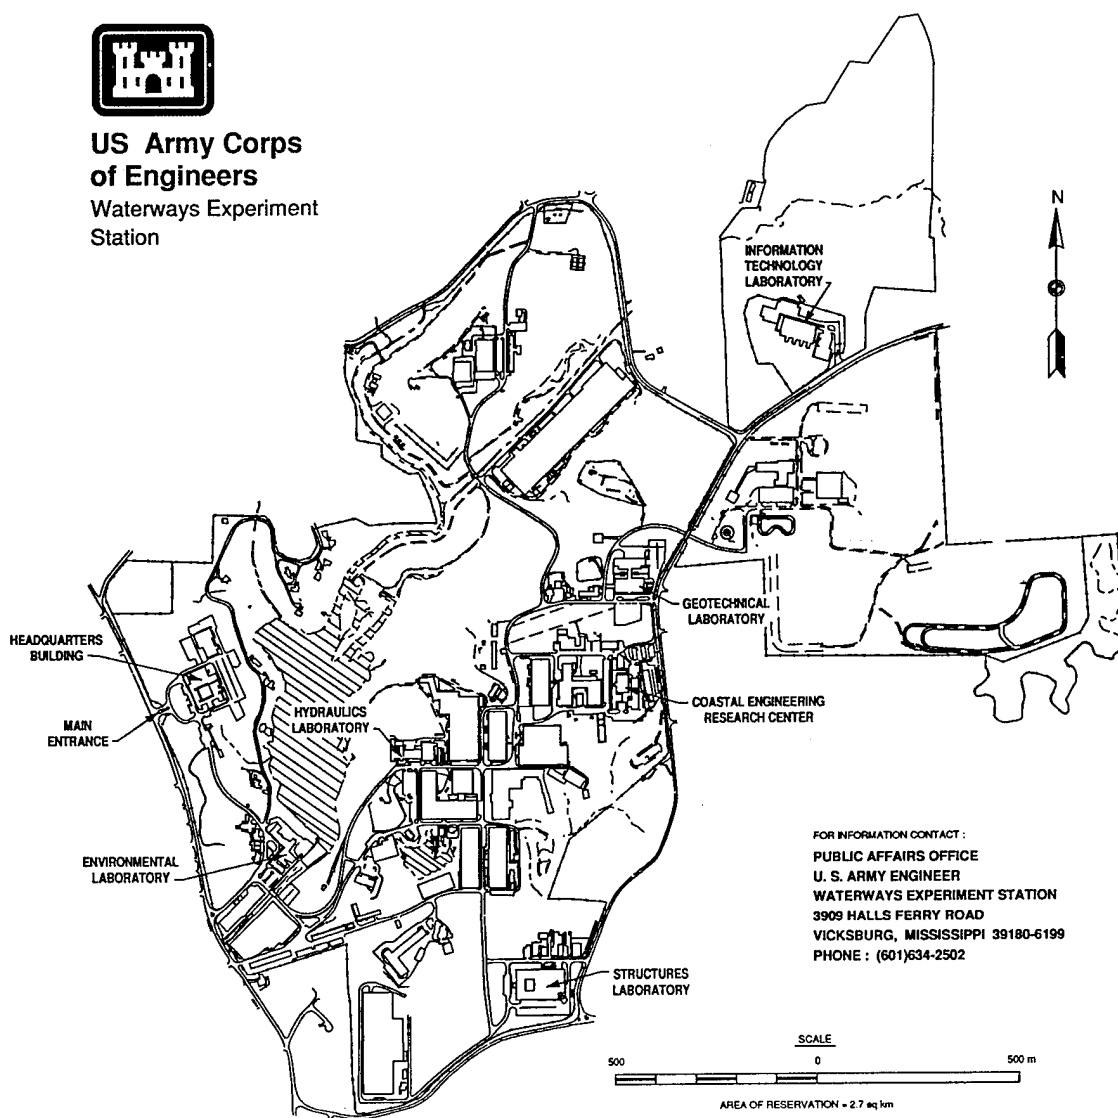 US Army Corps
of Engineers
Waterways Experiment
Station
N
INFORMATION
TECHNOLOGY
LABORATORY
GEOTECHNICAL
LABORATORY
HEADQUARTERS
BUILDING
MAIN
ENTRANCE
HYDRAULICS
LABORATORY
COASTAL ENGINEERING
RESEARCH CENTER
ENVIRONMENTAL
LABORATORY
STRUCTURES
LABORATORY
FOR INFORMATION CONTACT :
PUBLIC AFFAIRS OFFICE
U. S. ARMY ENGINEER
WATERWAYS EXPERIMENT STATION
3909 HALLS FERRY ROAD
VICKSBURG, MISSISSIPPI 39180-6199
PHONE : (601)634-2502
SCALE
500 0 500 m
AREA OF RESERVATION = 2.7 sq km